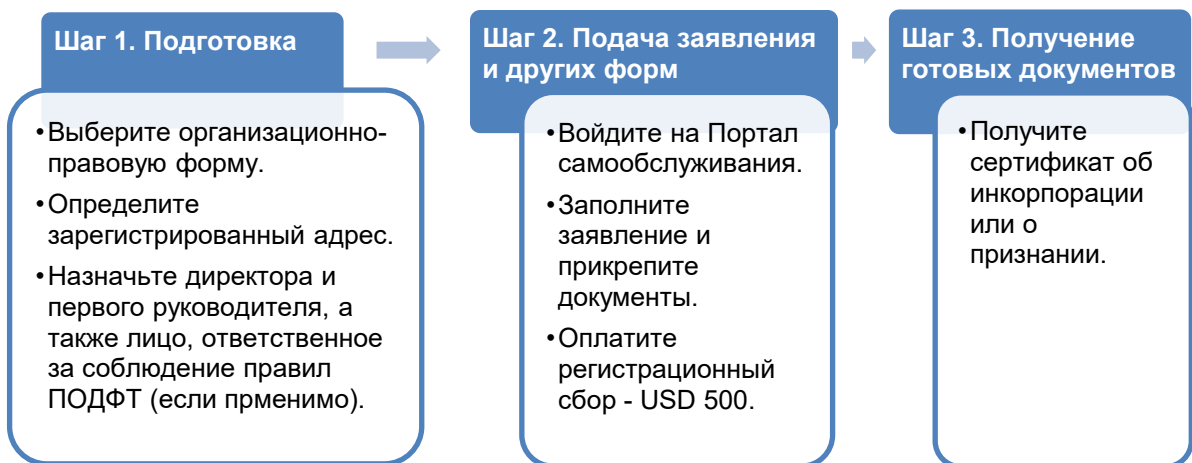 Шаг 1. Подготовка
•Выберите организационно-
правовую форму.
•Определите
зарегистрированный адрес.
•Назначьте директора и
первого руководителя, а
также лицо, ответственное
за соблюдение правил
ПОДФТ (если прменимо).
Шаг 2. Подача заявления
и других форм
•Войдите на Портал
самообслуживания.
•Заполните
заявление и
прикрепите
документы.
•Оплатите
регистрационный
сбор - USD 500.
Шаг 3. Получение
готовых документов
•Получите
сертификат об
инкорпорации
или о
признании.